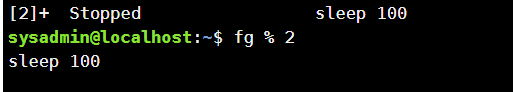 [2]+  Stopped                 sleep 100
sysadmin@localhost:~$ fg % 2
sleep 100